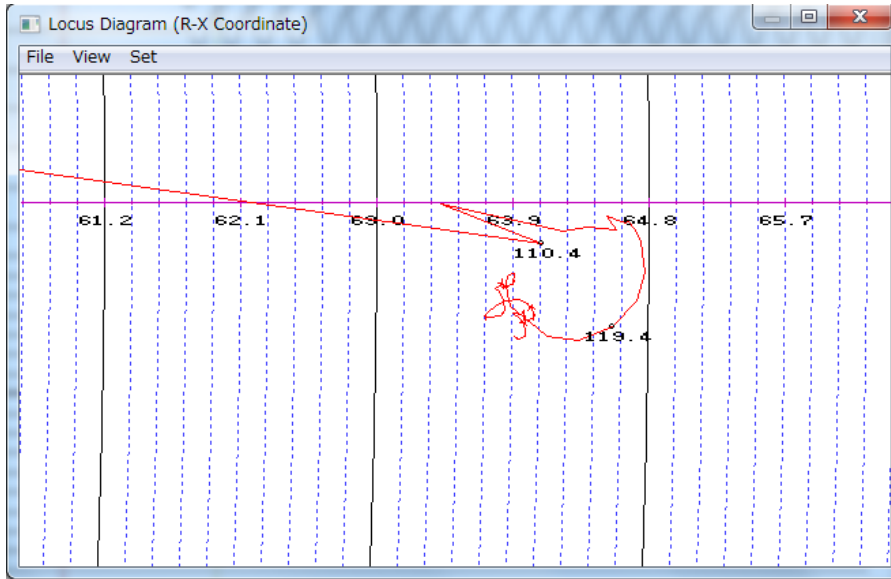 Locus Diagram (R-X Coordinate)
File View Set
61.2 62.1 63.0 63.9 64.8 65.7
110.4
119.4